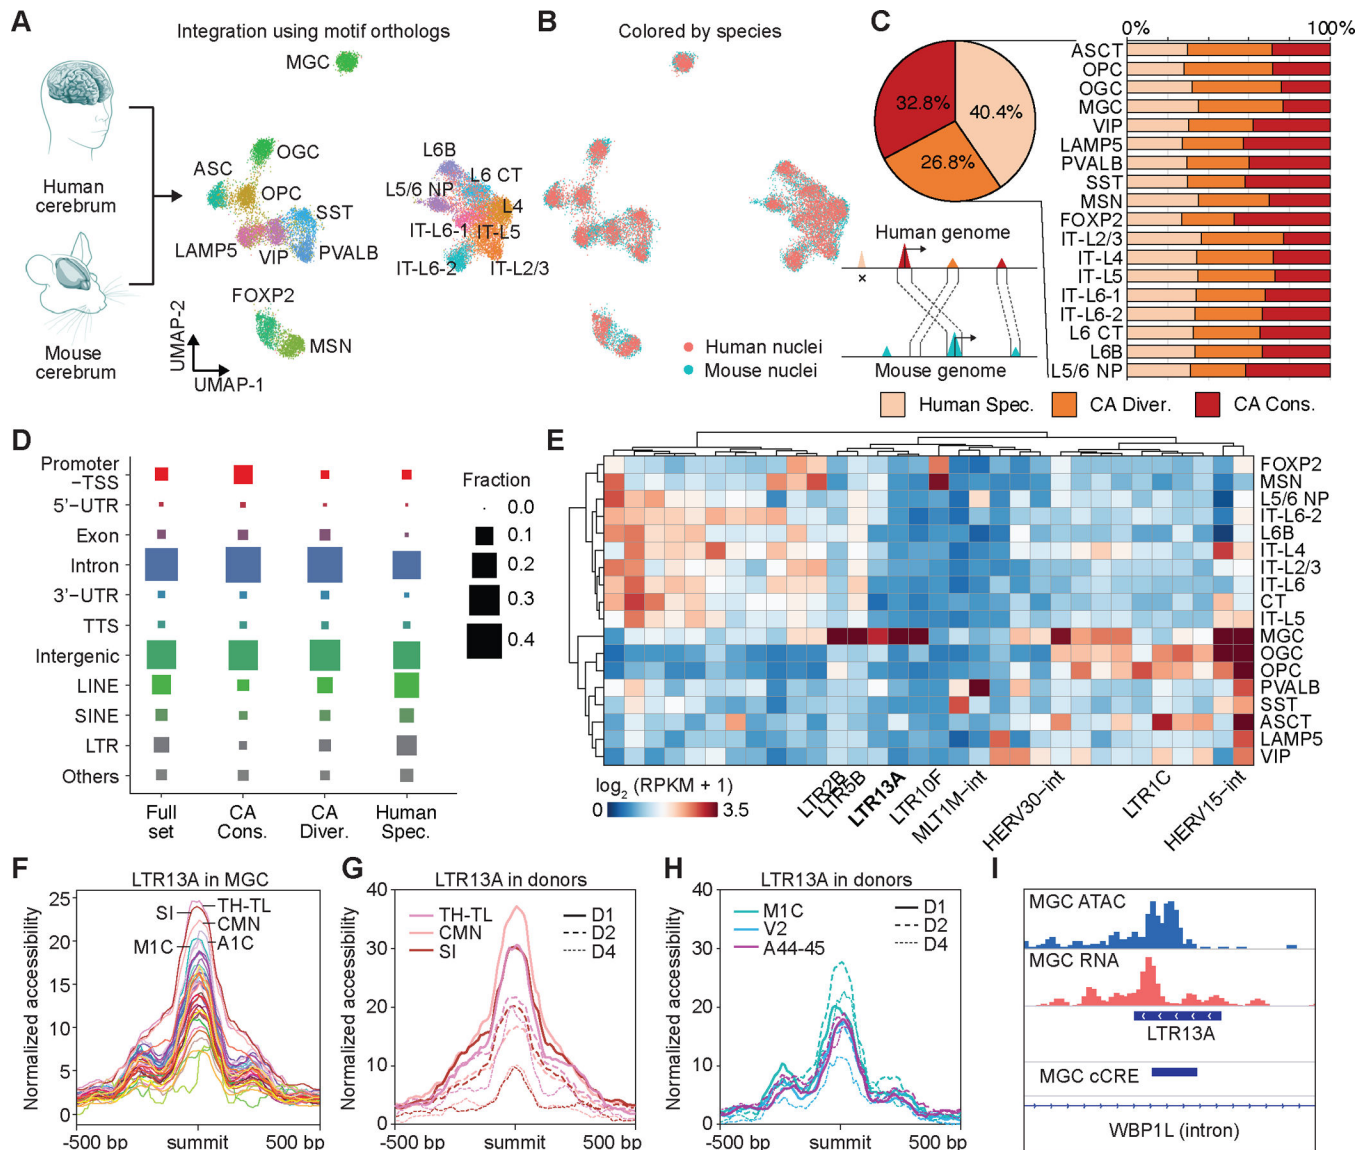 A
Integration using motif orthologs
Human
cerebrum
Mouse
cerebrum
MGC
OGC
ASC
OPC
SST
LAMP5
VIP
PVALB
FOXP2
MSN
L6B
L6 CT
L5/6 NP
L4
IT-L6-1
IT-L5
IT-L6-2
IT-L2/3
UMAP-2
UMAP-1
B
Colored by species
Human nuclei
Mouse nuclei
C
0%
100%
32.8%
40.4%
26.8%
Human genome
×
Mouse genome
ASCT
OPC
OGC
MGC
VIP
LAMP5
PVALB
SST
MSN
FOXP2
IT-L2/3
IT-L4
IT-L5
IT-L6-1
IT-L6-2
L6 CT
L6B
L5/6 NP
Human Spec.
CA Diver.
CA Cons.
D
Promoter
-TSS
5'-UTR
Exon
Intron
3'-UTR
TTS
Intergenic
LINE
SINE
LTR
Others
Full
set
CA
Cons.
CA
Diver.
Human
Spec.
Fraction
0.0
0.1
0.2
0.3
0.4
E
FOXP2
MSN
L5/6 NP
IT-L6-2
L6B
IT-L4
IT-L2/3
IT-L6
CT
IT-L5
MGC
OGC
OPC
PVALB
SST
ASCT
LAMP5
VIP
log2 (RPKM + 1)
0
3.5
LTR2B
LTR5B
LTR13A
LTR10F
MLT1M-int
HERV30-int
LTR1C
HERV15-int
F
LTR13A in MGC
Normalized accessibility
25
20
15
10
5
0
SI
TH-TL
CMN
M1C
A1C
-500 bp
summit
500 bp
G
LTR13A in donors
Normalized accessibility
40
30
20
10
0
TH-TL
CMN
SI
D1
D2
D4
-500 bp
summit
500 bp
H
LTR13A in donors
Normalized accessibility
40
30
20
10
0
M1C
V2
A44-45
D1
D2
D4
-500 bp
summit
500 bp
I
MGC ATAC
MGC RNA
LTR13A
MGC cCRE
WBP1L (intron)